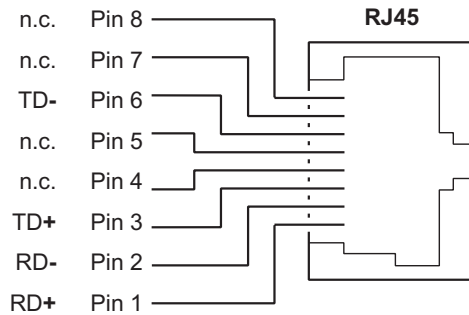 RJ45
n.c. Pin 8
n.c. Pin 7
TD- Pin 6
n.c. Pin 5
n.c. Pin 4
TD+ Pin 3
RD- Pin 2
RD+ Pin 1